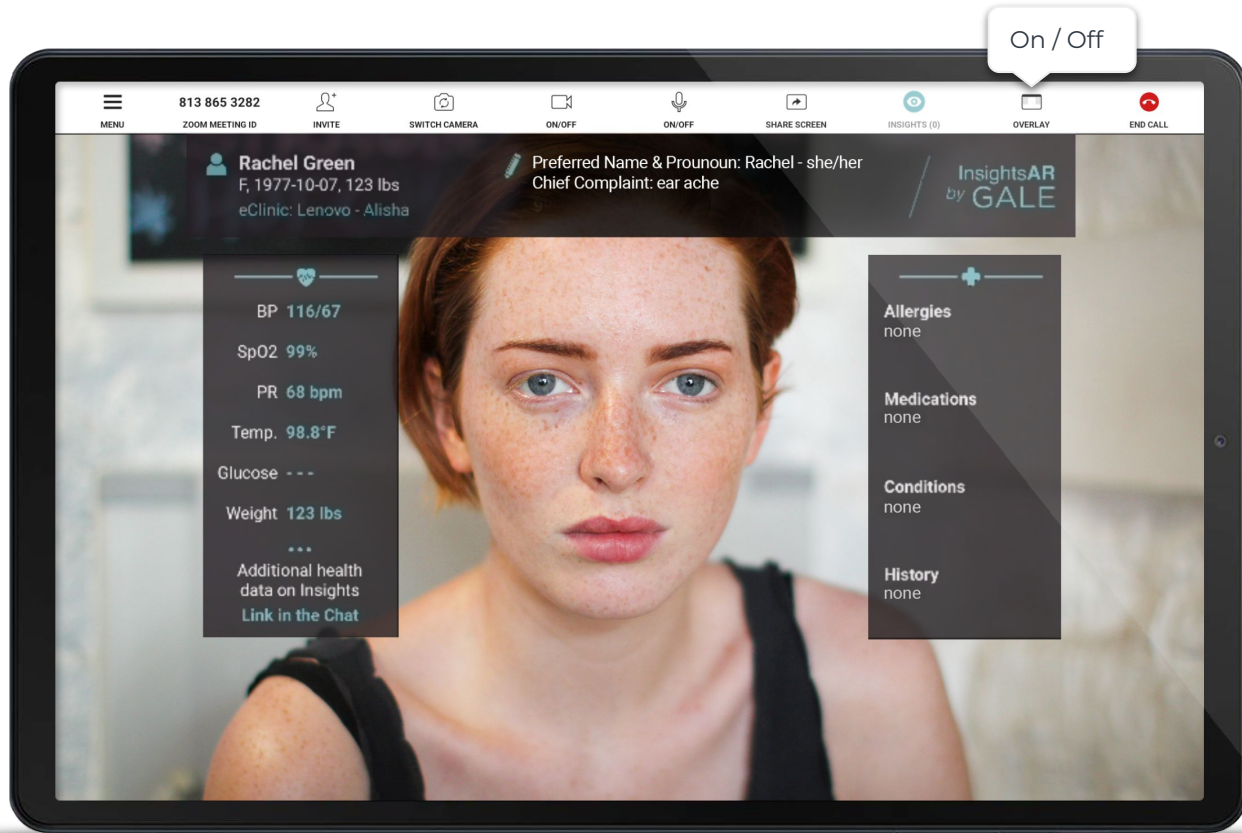 On / Off
813 865 3282
MENU
ZOOM MEETING ID
INVITE
SWITCH CAMERA
ON/OFF
ON/OFF
SHARE SCREEN
INSIGHTS (0)
OVERLAY
END CALL
Rachel Green
F, 1977-10-07, 123 lbs
eClinic: Lenovo - Alisha
Preferred Name & Prounoun: Rachel - she/her
Chief Complaint: ear ache
InsightsAR
by GALE
BP 116/67
SpO2 99%
PR 68 bpm
Temp. 98.8°F
Glucose - - -
Weight 123 lbs
...
Additional health
data on Insights
Link in the Chat
Allergies
none
Medications
none
Conditions
none
History
none